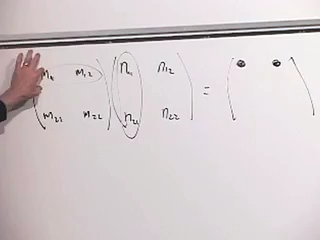 ( m₁₁ m₁₂ ) ( n₁₁ n₁₂ ) = ( • • )
( m₂₁ m₂₂ ) ( n₂₁ n₂₂ )